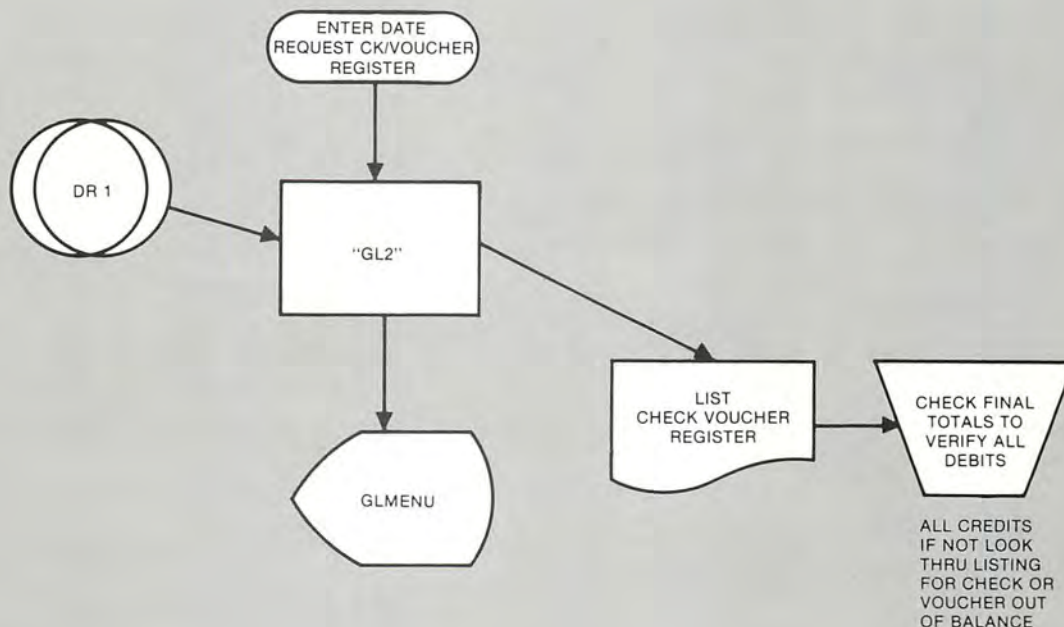 ENTER DATE
REQUEST CK/VOUCHER
REGISTER
DR 1
"GL2"
LIST
CHECK VOUCHER
REGISTER
CHECK FINAL
TOTALS TO
VERIFY ALL
DEBITS
GLMENU
ALL CREDITS
IF NOT LOOK
THRU LISTING
FOR CHECK OR
VOUCHER OUT
OF BALANCE